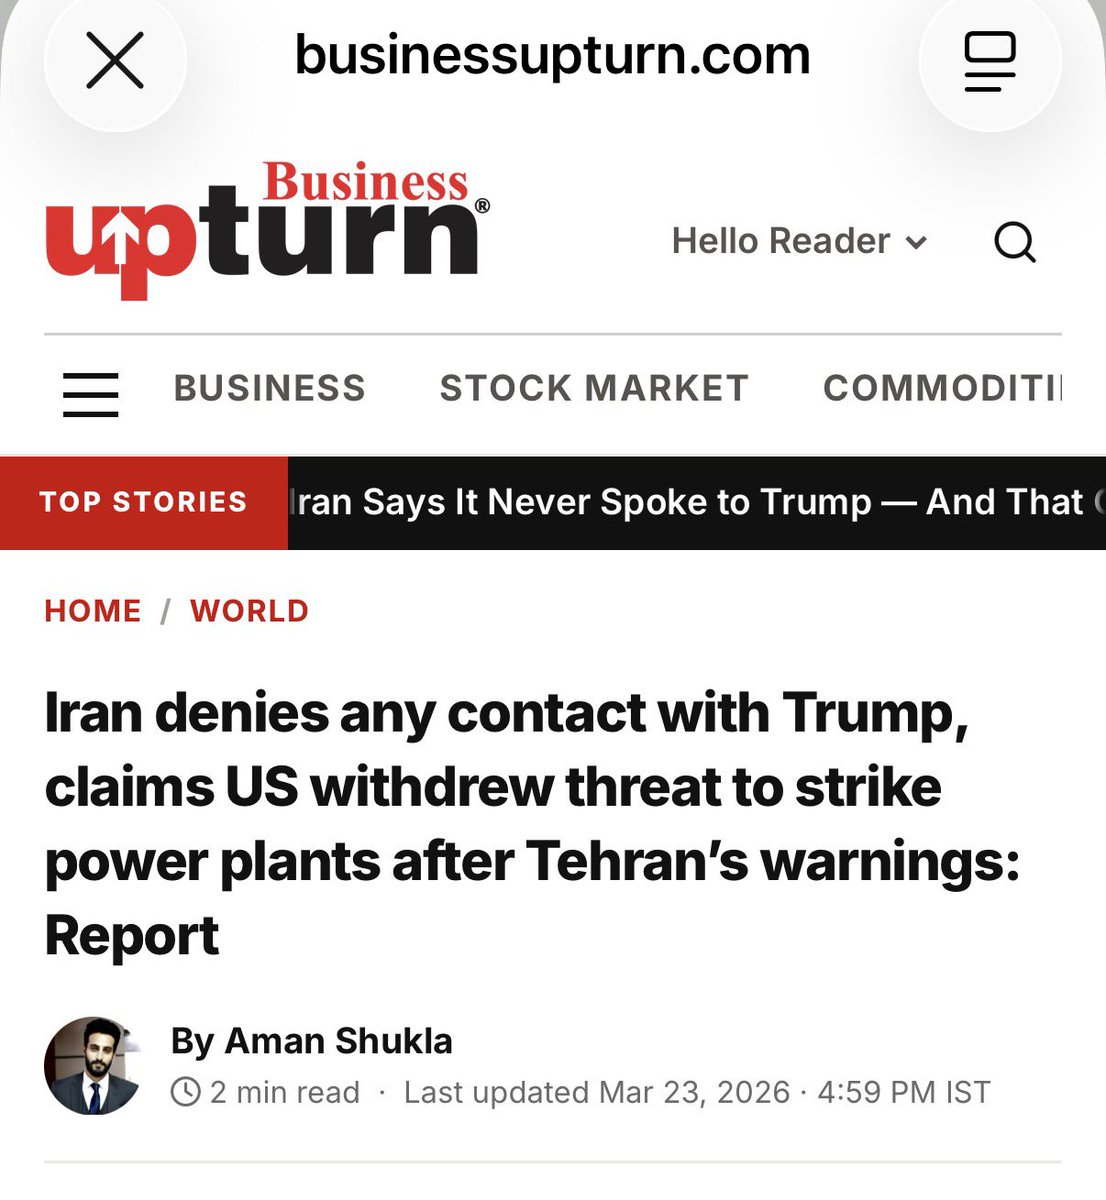 businessupturn.com
Business
upturn®
Hello Reader
BUSINESS STOCK MARKET COMMODITI
TOP STORIES Iran Says It Never Spoke to Trump — And That
HOME / WORLD
Iran denies any contact with Trump,
claims US withdrew threat to strike
power plants after Tehran’s warnings:
Report
By Aman Shukla
2 min read · Last updated Mar 23, 2026 · 4:59 PM IST